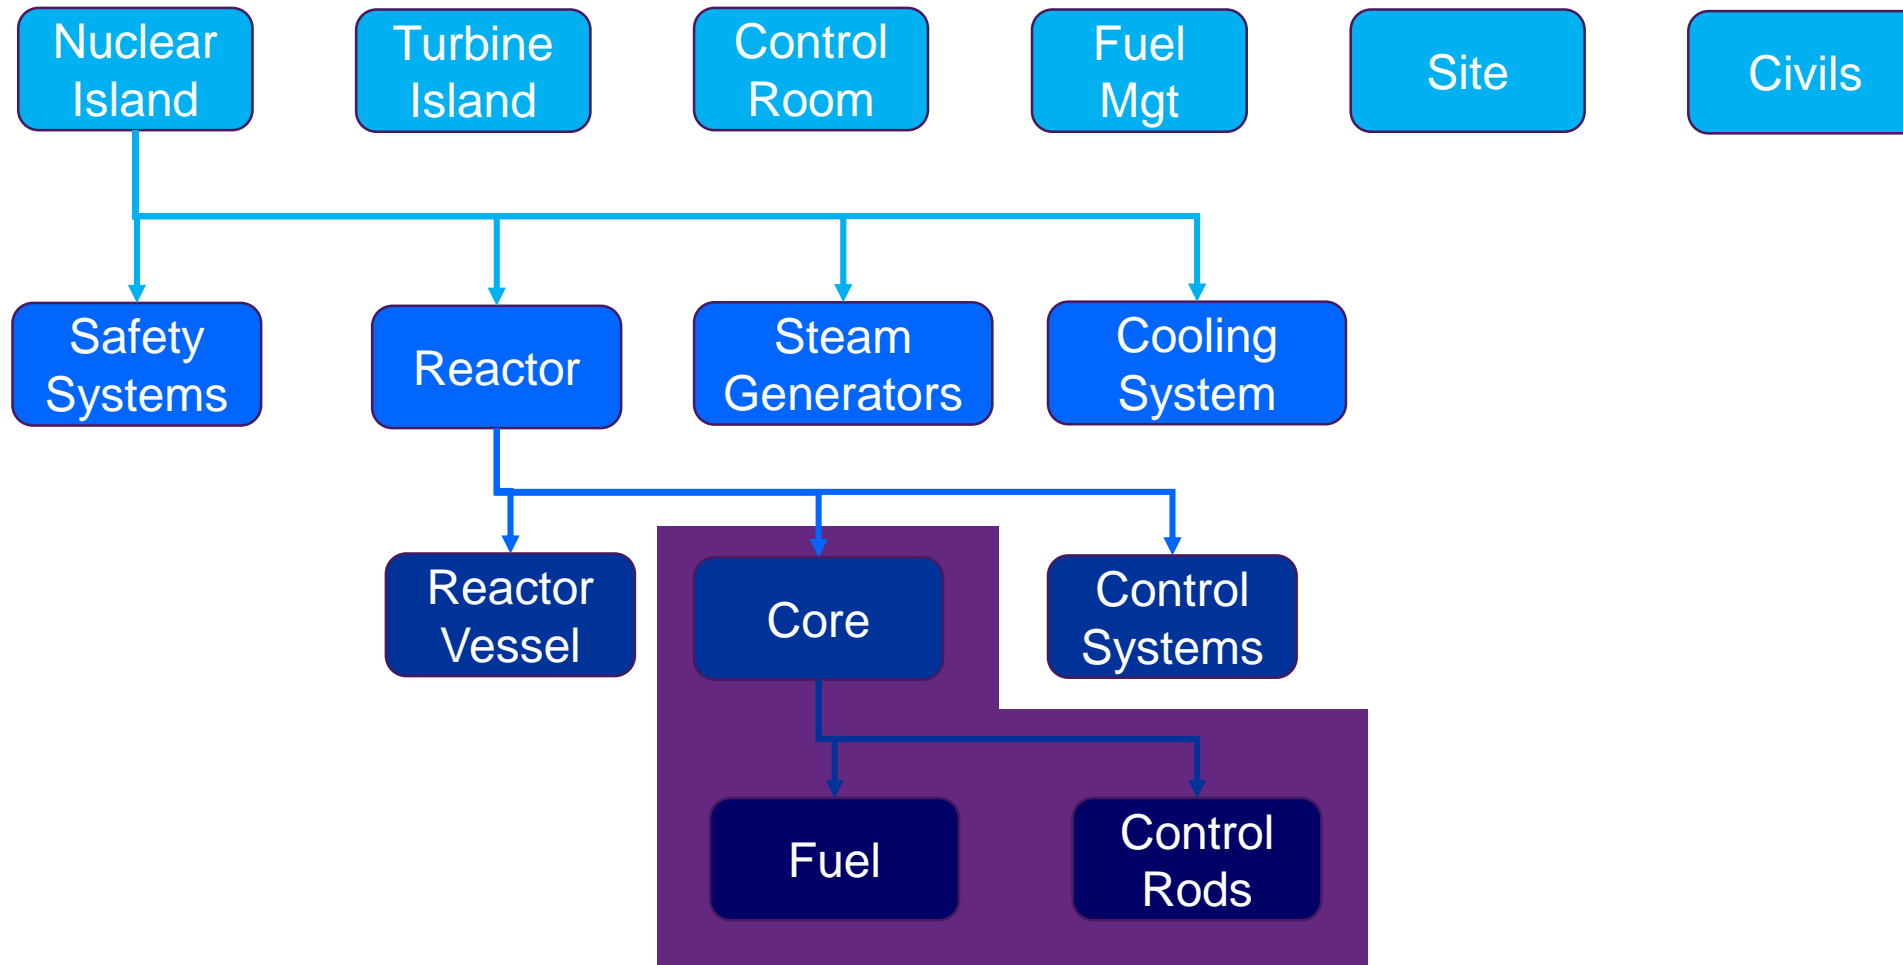 Nuclear
Island
Turbine
Island
Control
Room
Fuel
Mgt
Site
Civils
Safety
Systems
Reactor
Steam
Generators
Cooling
System
Reactor
Vessel
Core
Control
Systems
Fuel
Control
Rods